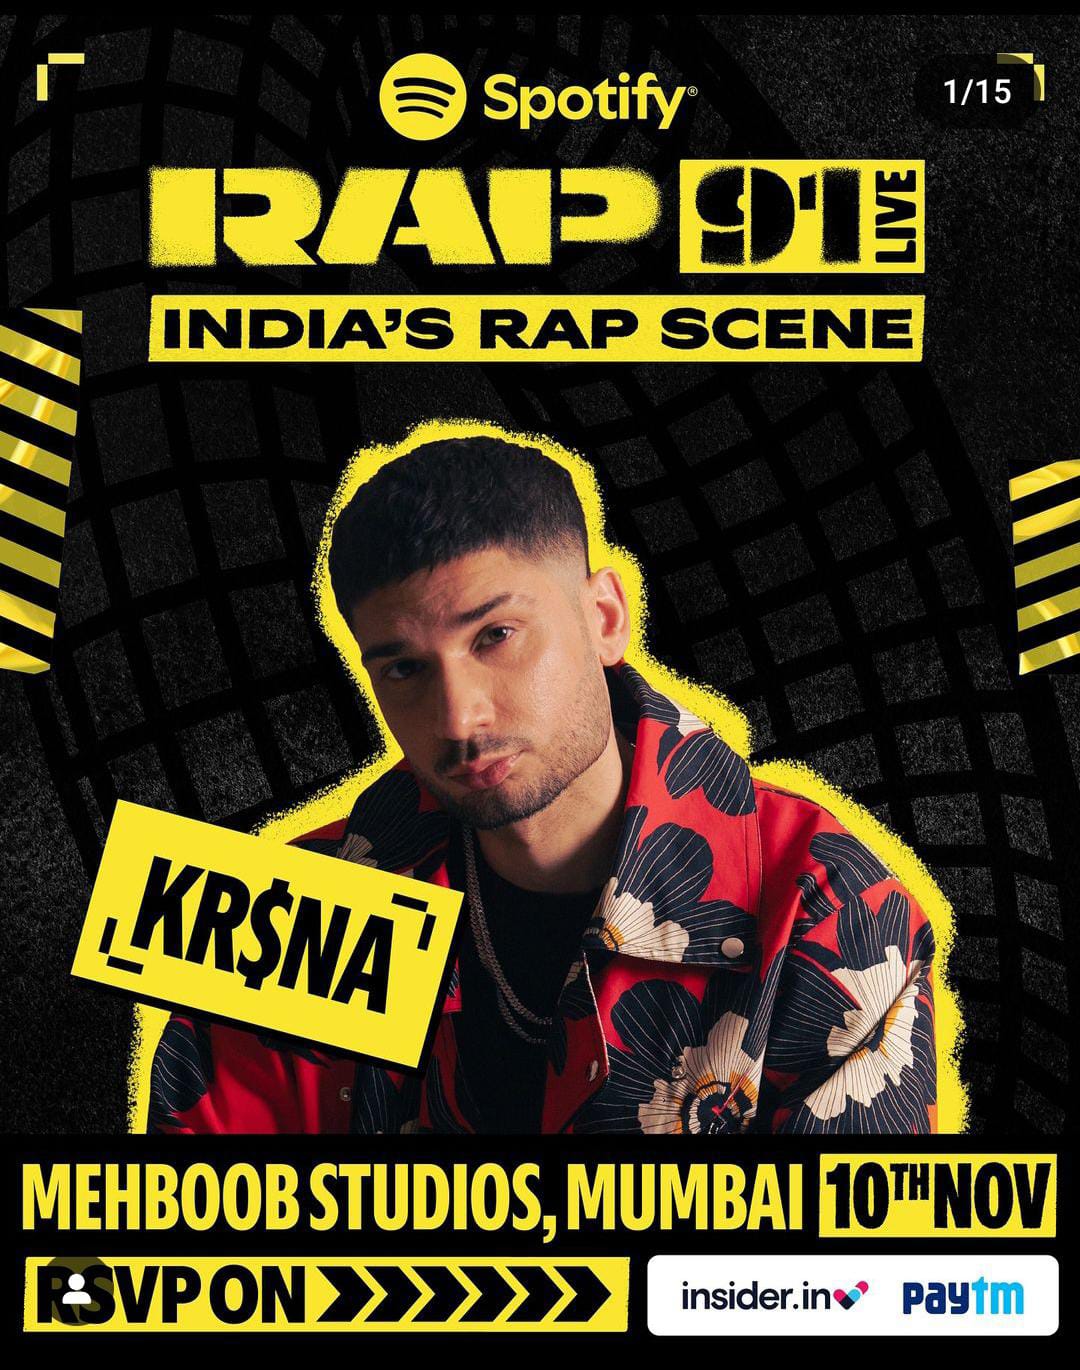 Spotify®
1/15
RAP 91 LIVE
INDIA'S RAP SCENE
KR$NA
MEHBOOB STUDIOS, MUMBAI 10TH NOV
RSVP ON
insider.in paytm